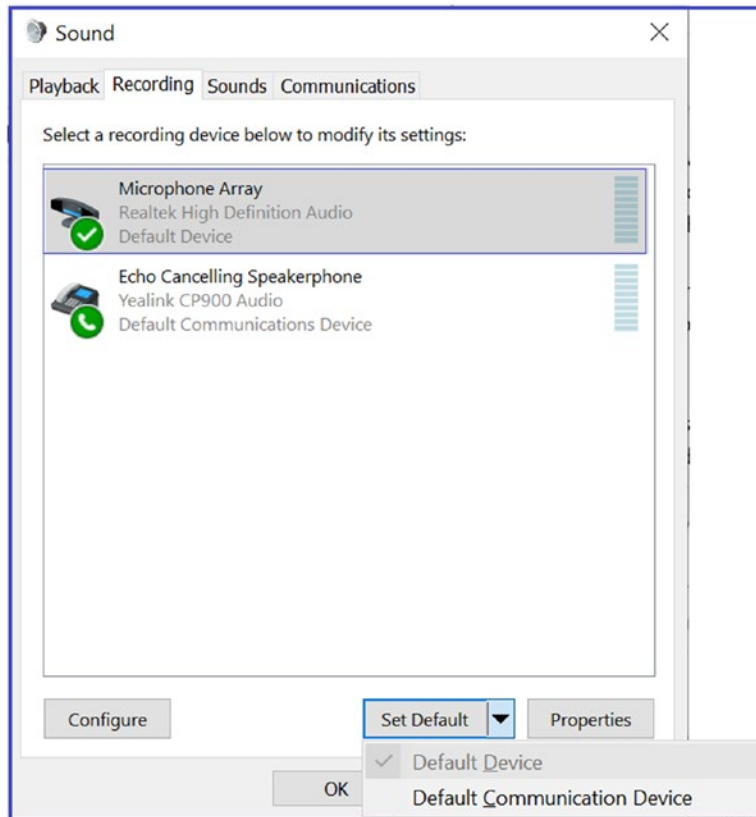 Sound
Playback Recording Sounds Communications
Select a recording device below to modify its settings:
Microphone Array
Realtek High Definition Audio
Default Device
Echo Cancelling Speakerphone
Yealink CP900 Audio
Default Communications Device
Configure Set Default Properties
Default Device
OK
Default Communication Device